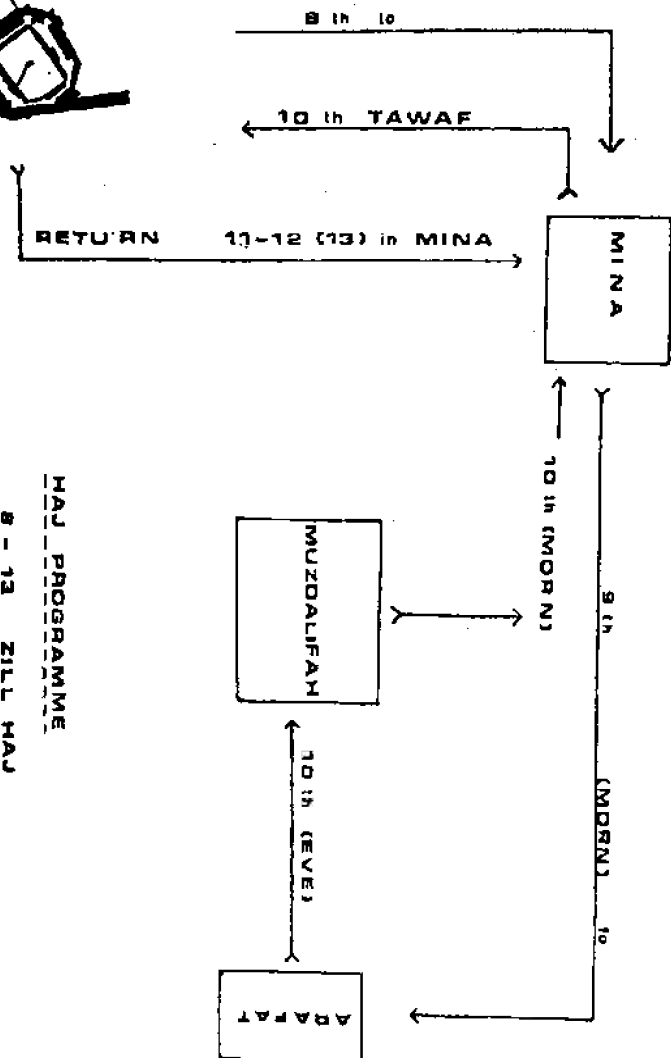 8 th to
10 th TAWAF
RETURN 11-12 (13) in MINA
MINA
10 th (MORN)
9 th (MORN) to
MUZDALIFAH
10 th (EVE)
ARAFAT
HAJ PROGRAMME
8 - 13 ZILL HAJ